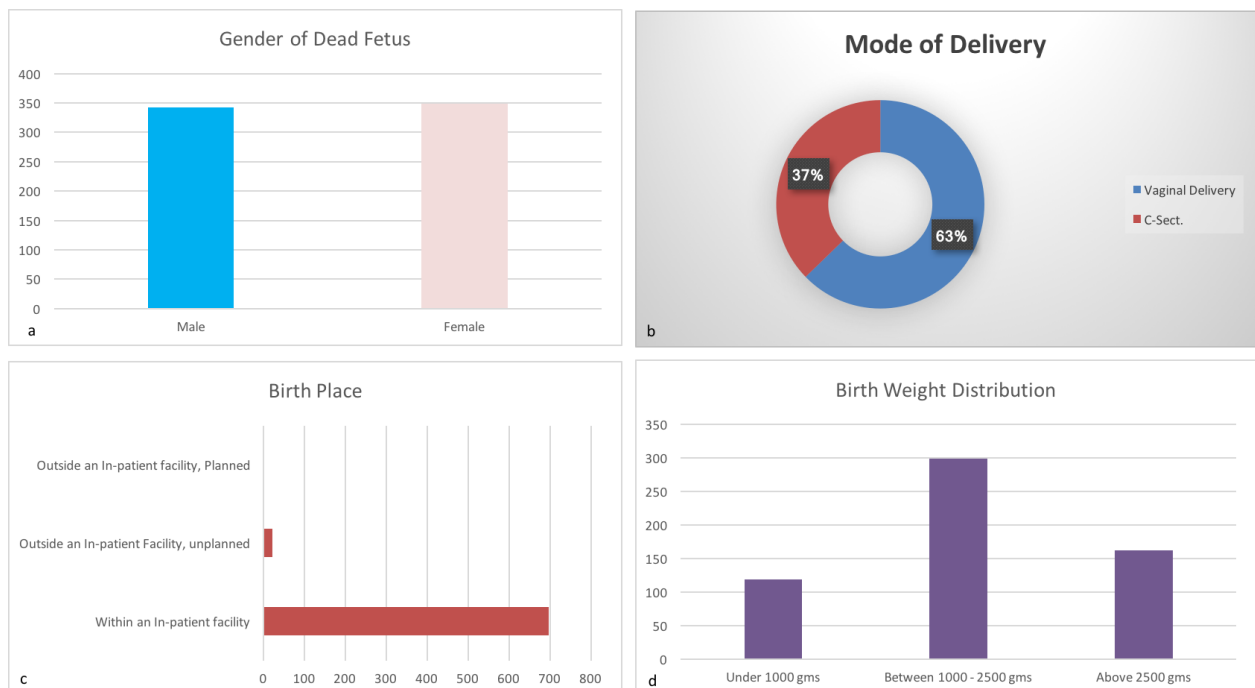 Gender of Dead Fetus
400
350
300
250
200
150
100
50
0
Male Female
a
Mode of Delivery
37%
63%
Vaginal Delivery
C-Sect.
b
Birth Place
Outside an In-patient facility, Planned
Outside an In-patient Facility, unplanned
Within an In-patient facility
0 100 200 300 400 500 600 700 800
c
Birth Weight Distribution
350
300
250
200
150
100
50
0
Under 1000 gms Between 1000 - 2500 gms Above 2500 gms
d